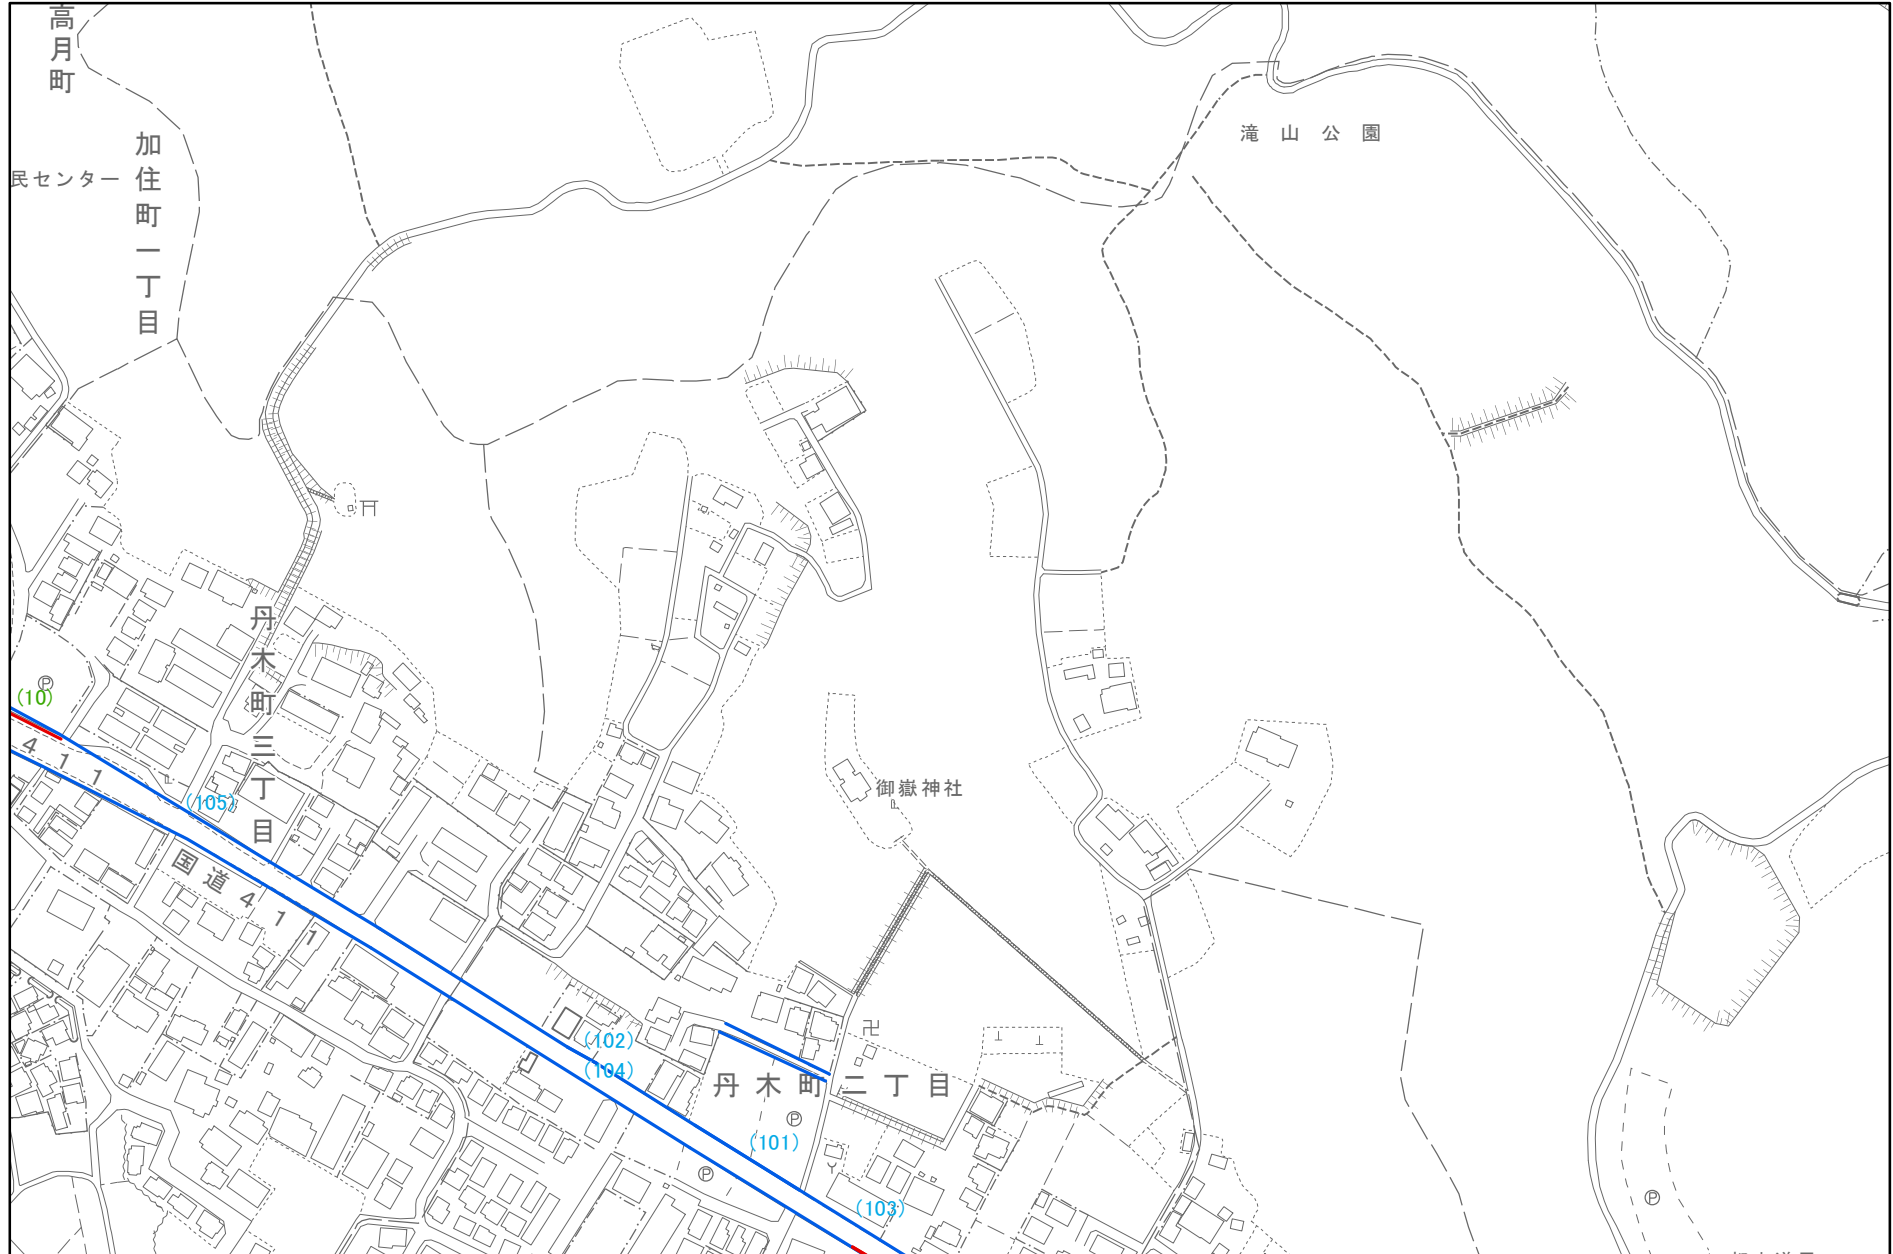 高月町
加住町一丁目
民センター
滝山公園
丹木町三丁目
(10)
411
(105)
国道411
御嶽神社
(102)
(104)
丹木町二丁目
(101)
(103)
P
P
P
P